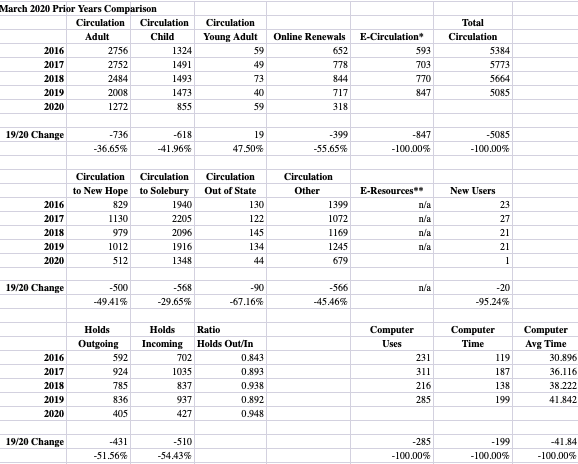 March 2020 Prior Years Comparison
Circulation Circulation Circulation Total
Adult Child Young Adult Online Renewals E-Circulation* Circulation
2016 2756 1324 59 652 593 5384
2017 2752 1491 49 778 703 5773
2018 2484 1493 73 844 770 5664
2019 2008 1473 40 717 847 5085
2020 1272 855 59 318
19/20 Change -736 -618 19 -399 -847 -5085
-36.65% -41.96% 47.50% -55.65% -100.00% -100.00%
Circulation Circulation Circulation Circulation
to New Hope to Solebury Out of State Other E-Resources** New Users
2016 829 1940 130 1399 n/a 23
2017 1130 2205 122 1072 n/a 27
2018 979 2096 145 1169 n/a 21
2019 1012 1916 134 1245 n/a 21
2020 512 1348 44 679 1
19/20 Change -500 -568 -90 -566 n/a -20
-49.41% -29.65% -67.16% -45.46% -95.24%
Holds Holds Ratio Computer Computer Computer
Outgoing Incoming Holds Out/In Uses Time Avg Time
2016 592 702 0.843 231 119 30.896
2017 924 1035 0.893 311 187 36.116
2018 785 837 0.938 216 138 38.222
2019 836 937 0.892 285 199 41.842
2020 405 427 0.948
19/20 Change -431 -510 -285 -199 -41.84
-51.56% -54.43% -100.00% -100.00% -100.00%